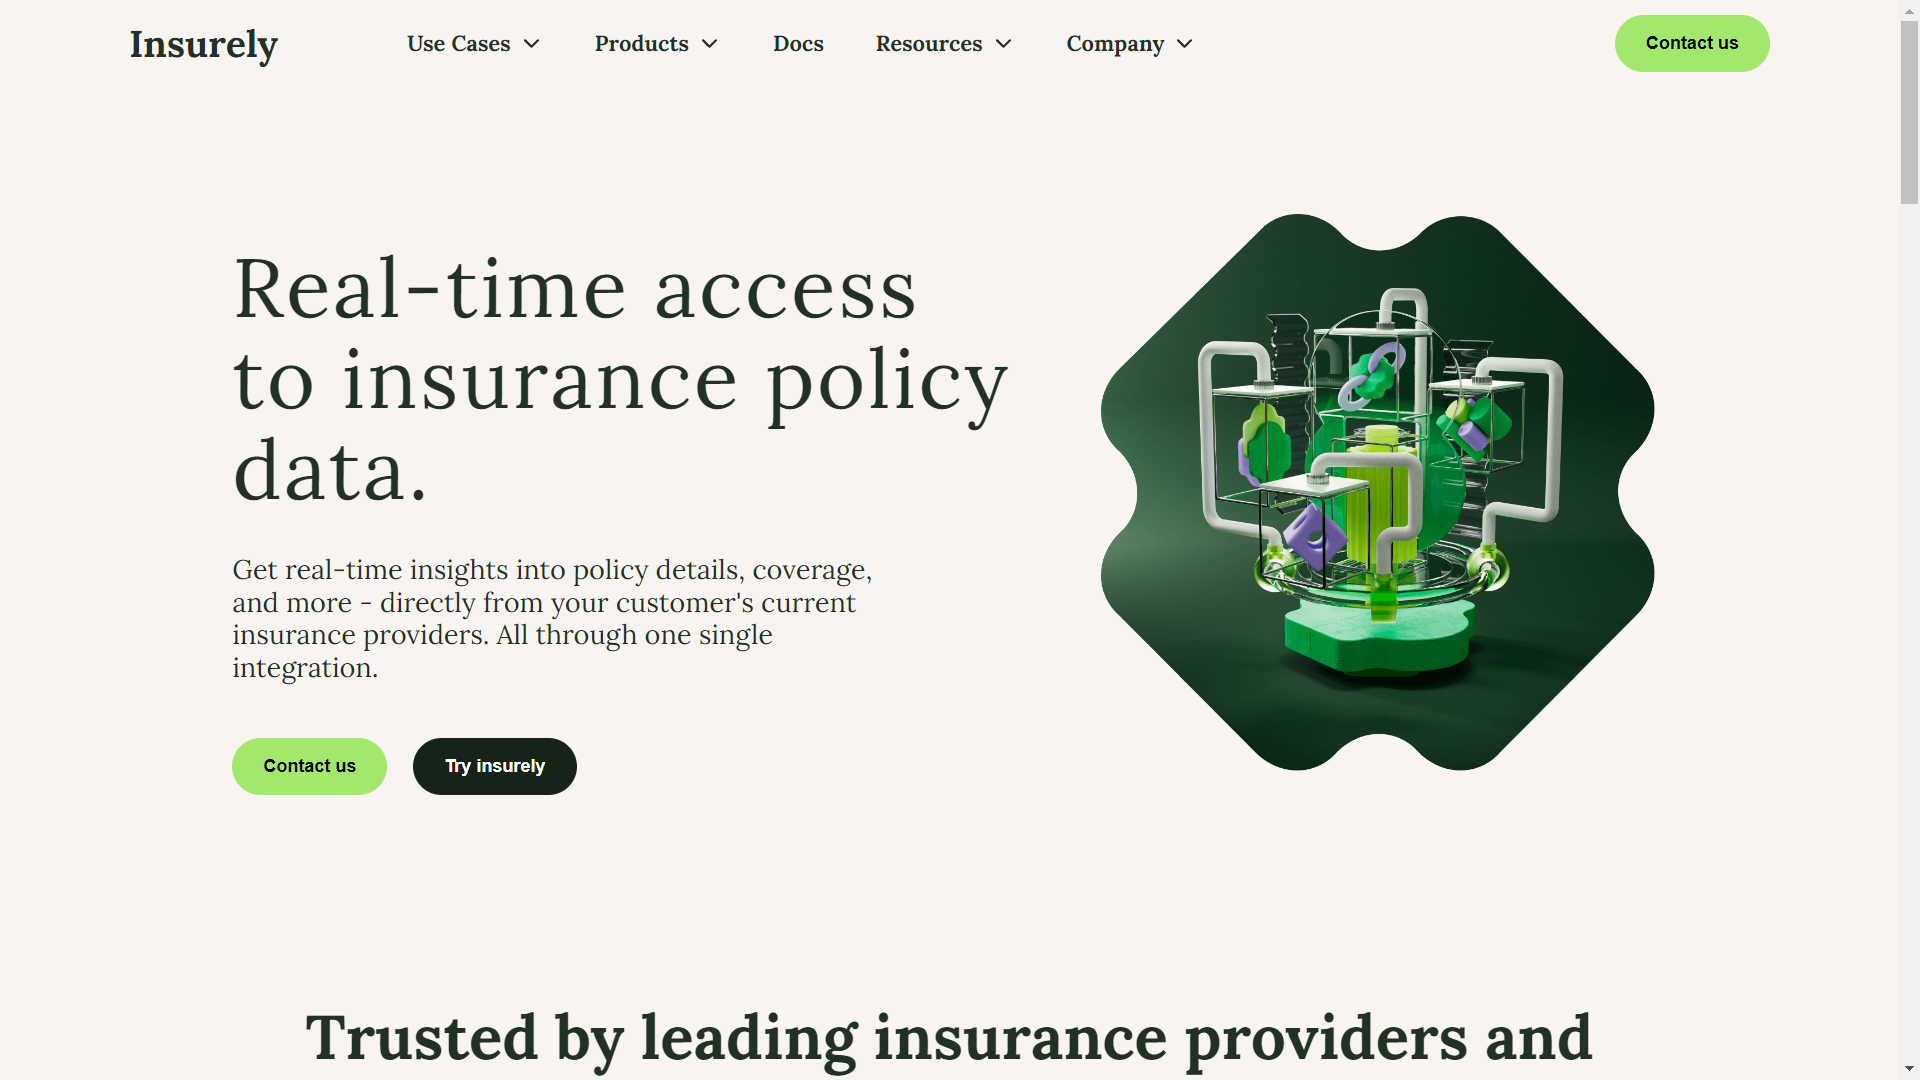 Insurely
Use Cases
Products
Docs
Resources
Company
Contact us
Real-time access
to insurance policy
data.
Get real-time insights into policy details, coverage,
and more - directly from your customer's current
insurance providers. All through one single
integration.
Contact us
Try insurely
Trusted by leading insurance providers and